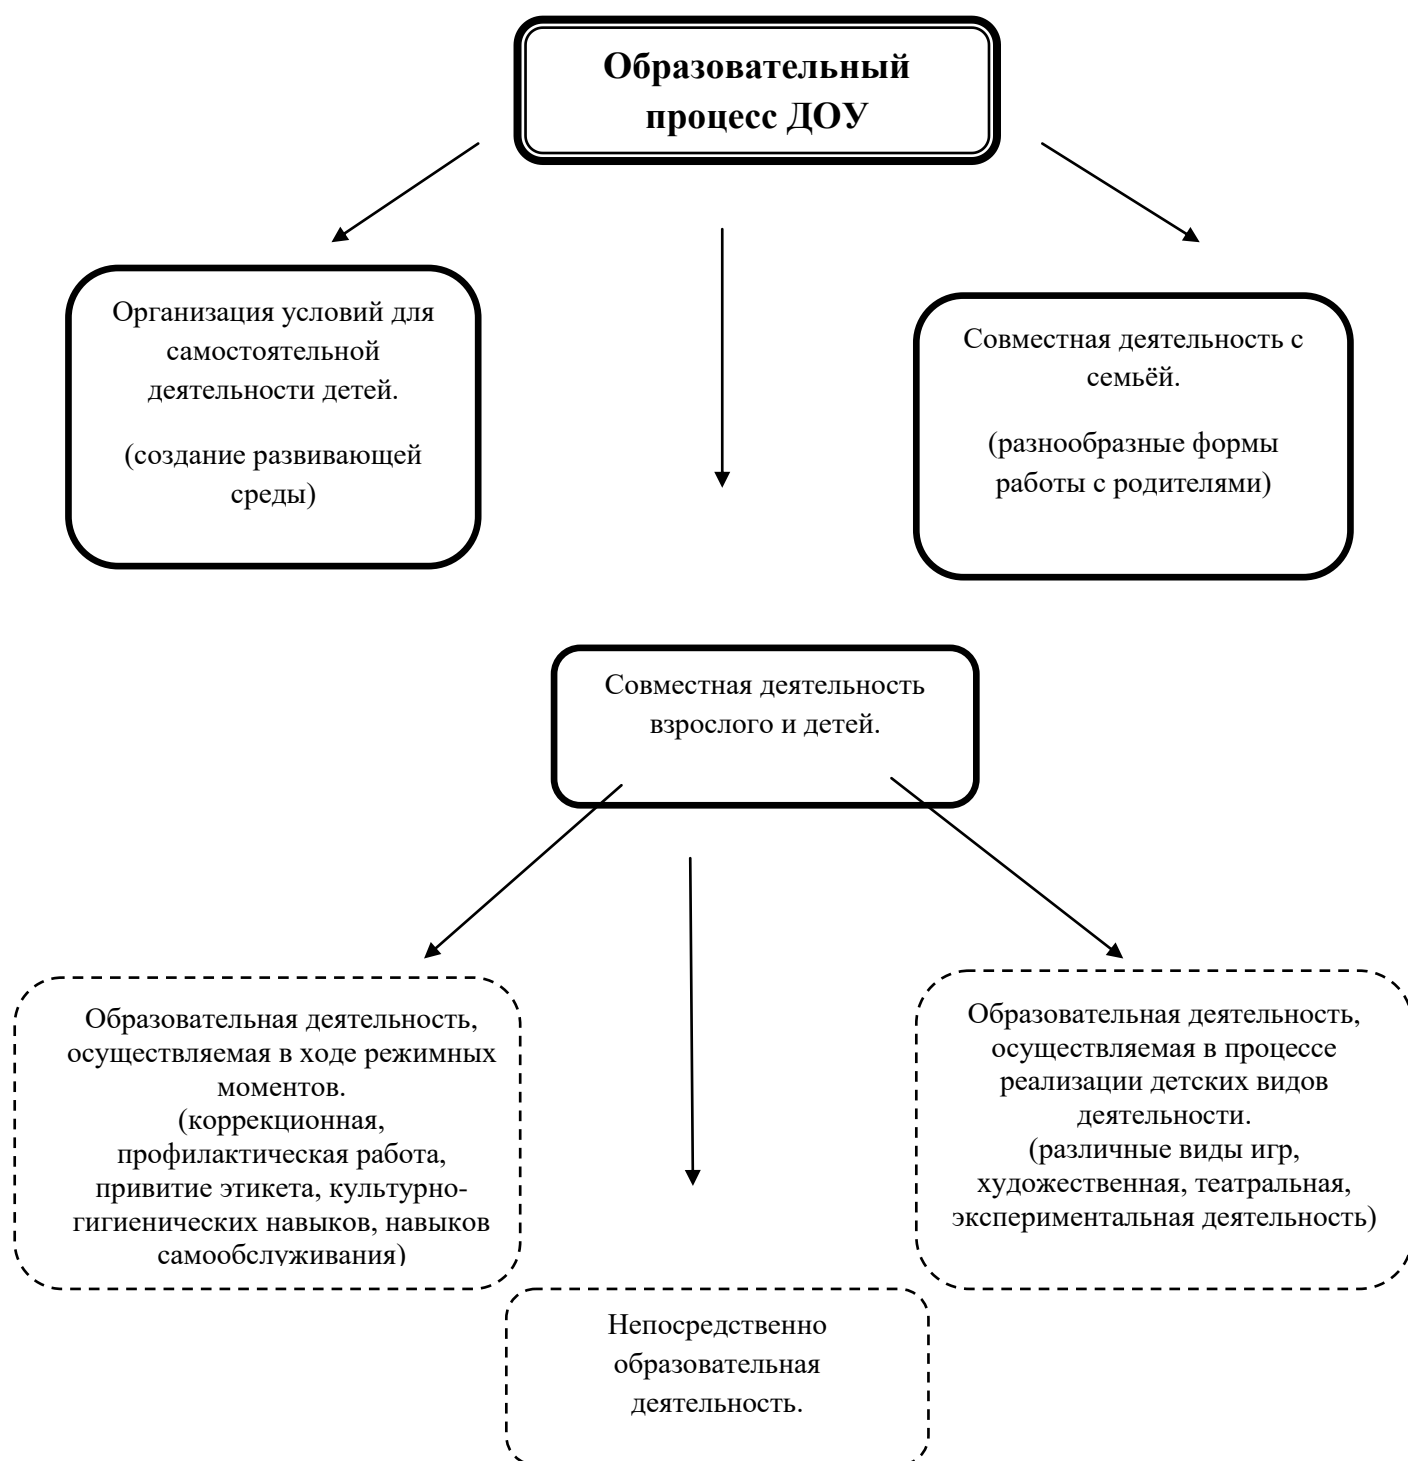 Образовательный
процесс ДОУ
Организация условий для
самостоятельной
деятельности детей.
(создание развивающей
среды)
Совместная деятельность с
семьёй.
(разнообразные формы
работы с родителями)
Совместная деятельность
взрослого и детей.
Образовательная деятельность,
осуществляемая в ходе режимных
моментов.
(коррекционная,
профилактическая работа,
привитие этикета, культурно-
гигиенических навыков, навыков
самообслуживания)
Образовательная деятельность,
осуществляемая в процессе
реализации детских видов
деятельности.
(различные виды игр,
художественная, театральная,
экспериментальная деятельность)
Непосредственно
образовательная
деятельность.